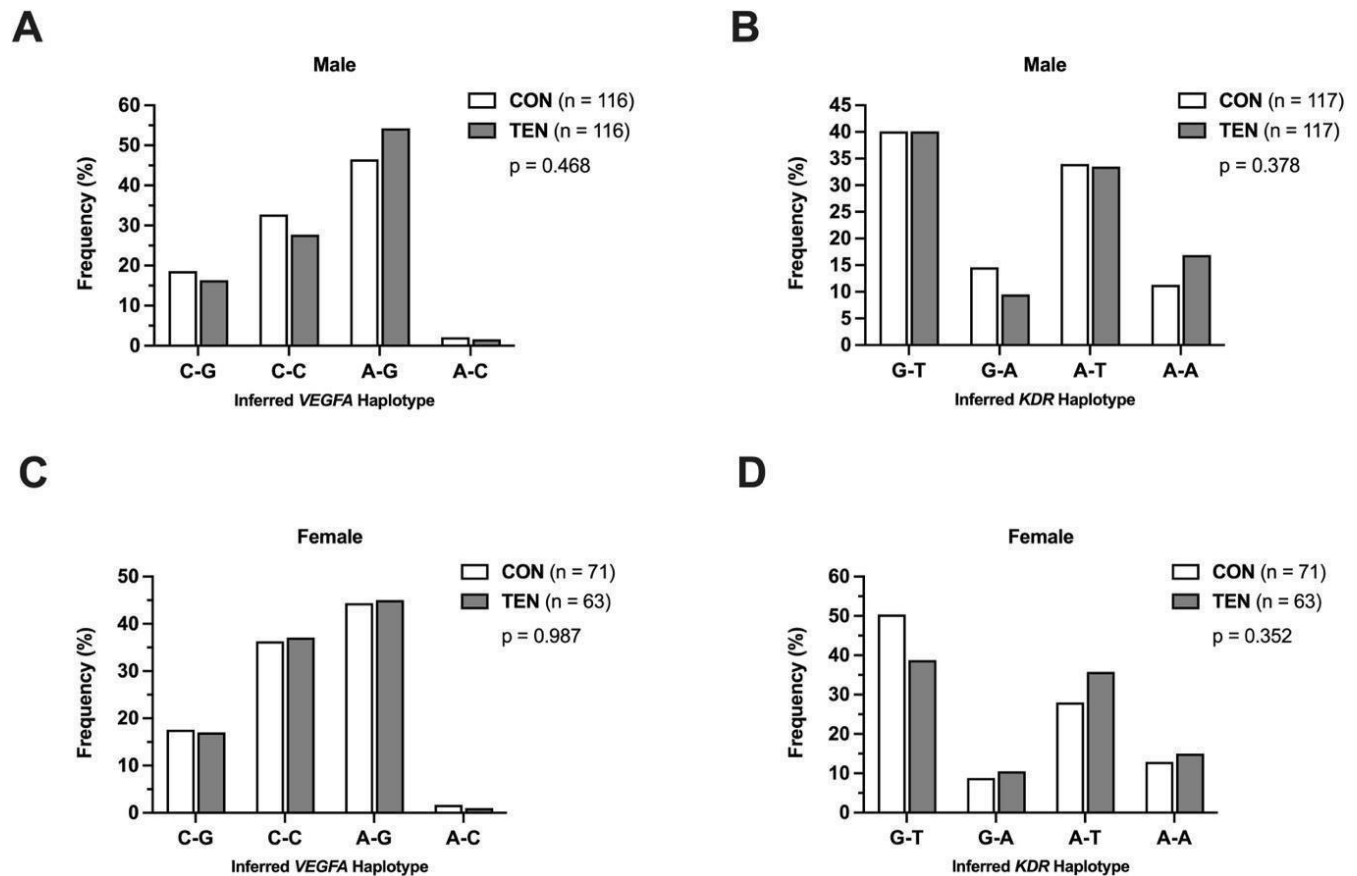 A
Male
CON (n = 116)
TEN (n = 116)
p = 0.468
Frequency (%)
60
50
40
30
20
10
0
C-G C-C A-G A-C
Inferred VEGFA Haplotype
B
Male
CON (n = 117)
TEN (n = 117)
p = 0.378
Frequency (%)
45
40
35
30
25
20
15
10
5
0
G-T G-A A-T A-A
Inferred KDR Haplotype
C
Female
CON (n = 71)
TEN (n = 63)
p = 0.987
Frequency (%)
50
40
30
20
10
0
C-G C-C A-G A-C
Inferred VEGFA Haplotype
D
Female
CON (n = 71)
TEN (n = 63)
p = 0.352
Frequency (%)
60
50
40
30
20
10
0
G-T G-A A-T A-A
Inferred KDR Haplotype